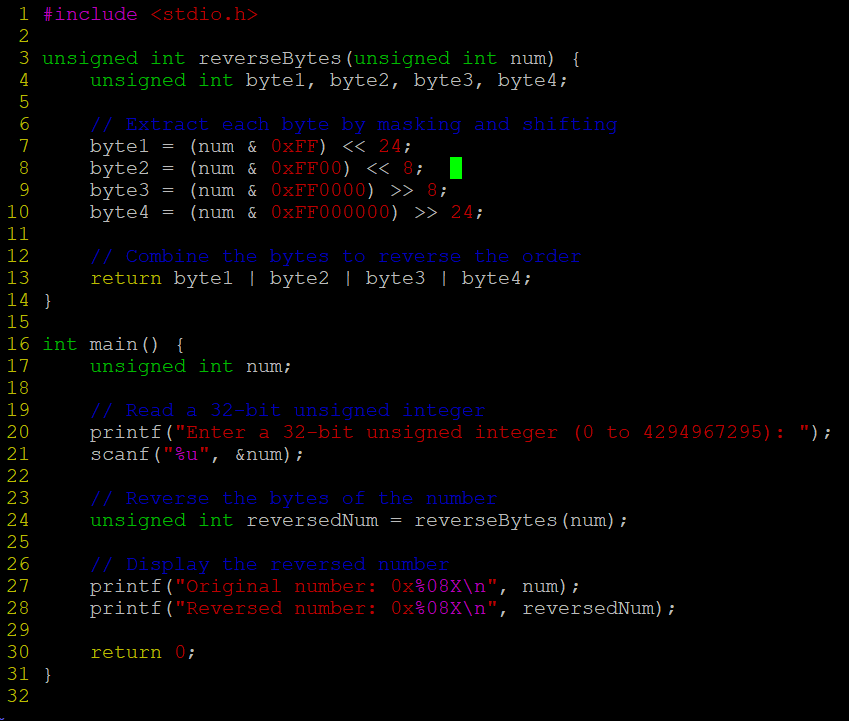 1 #include <stdio.h>
2
3 unsigned int reverseBytes(unsigned int num) {
4     unsigned int byte1, byte2, byte3, byte4;
5
6     // Extract each byte by masking and shifting
7     byte1 = (num & 0xFF) << 24;
8     byte2 = (num & 0xFF00) << 8;
9     byte3 = (num & 0xFF0000) >> 8;
10     byte4 = (num & 0xFF000000) >> 24;
11
12     // Combine the bytes to reverse the order
13     return byte1 | byte2 | byte3 | byte4;
14 }
15
16 int main() {
17     unsigned int num;
18
19     // Read a 32-bit unsigned integer
20     printf("Enter a 32-bit unsigned integer (0 to 4294967295): ");
21     scanf("%u", &num);
22
23     // Reverse the bytes of the number
24     unsigned int reversedNum = reverseBytes(num);
25
26     // Display the reversed number
27     printf("Original number: 0x%08X\n", num);
28     printf("Reversed number: 0x%08X\n", reversedNum);
29
30     return 0;
31 }
32